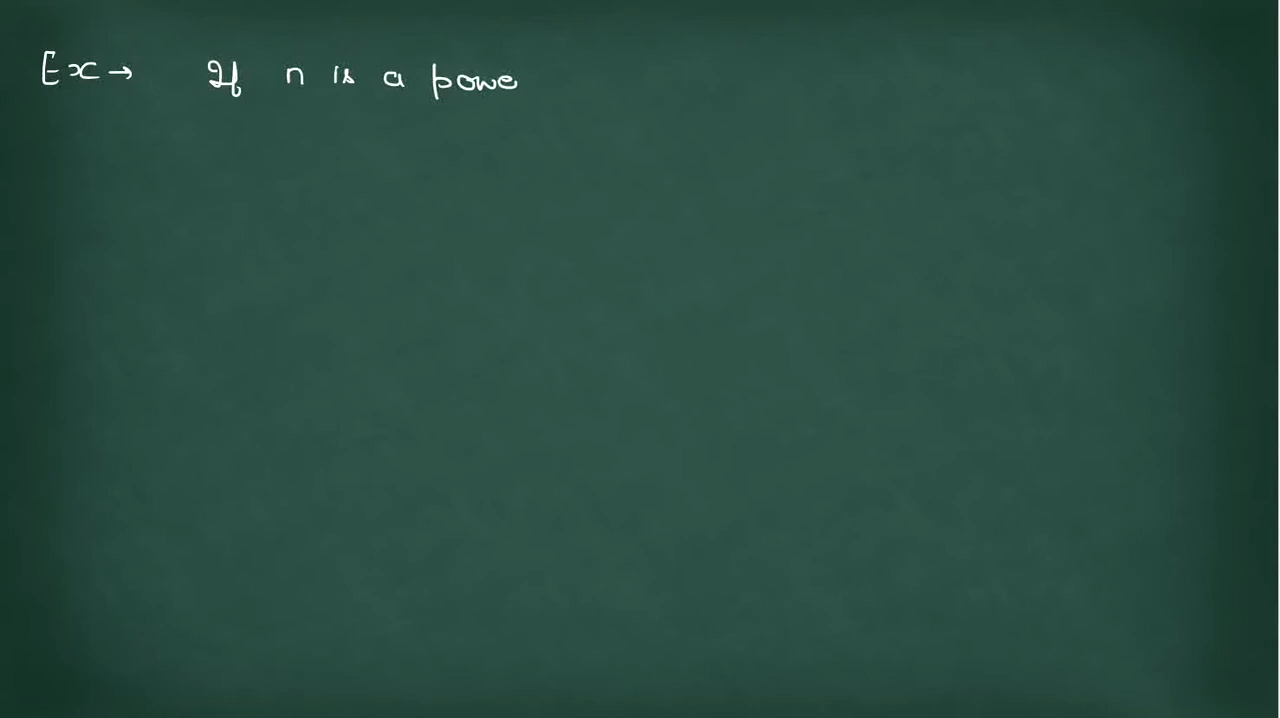 Ex → If n is a powe